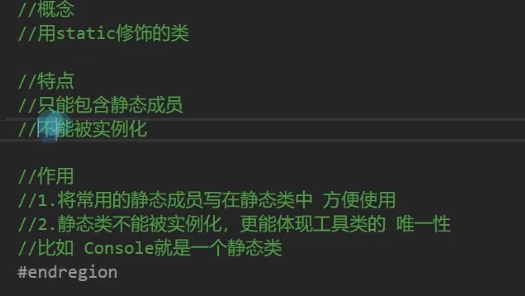 //概念
//用static修饰的类
//特点
//只能包含静态成员
//不能被实例化
//作用
//1.将常用的静态成员写在静态类中 方便使用
//2.静态类不能被实例化，更能体现工具类的 唯一性
//比如 Console就是一个静态类
#endregion